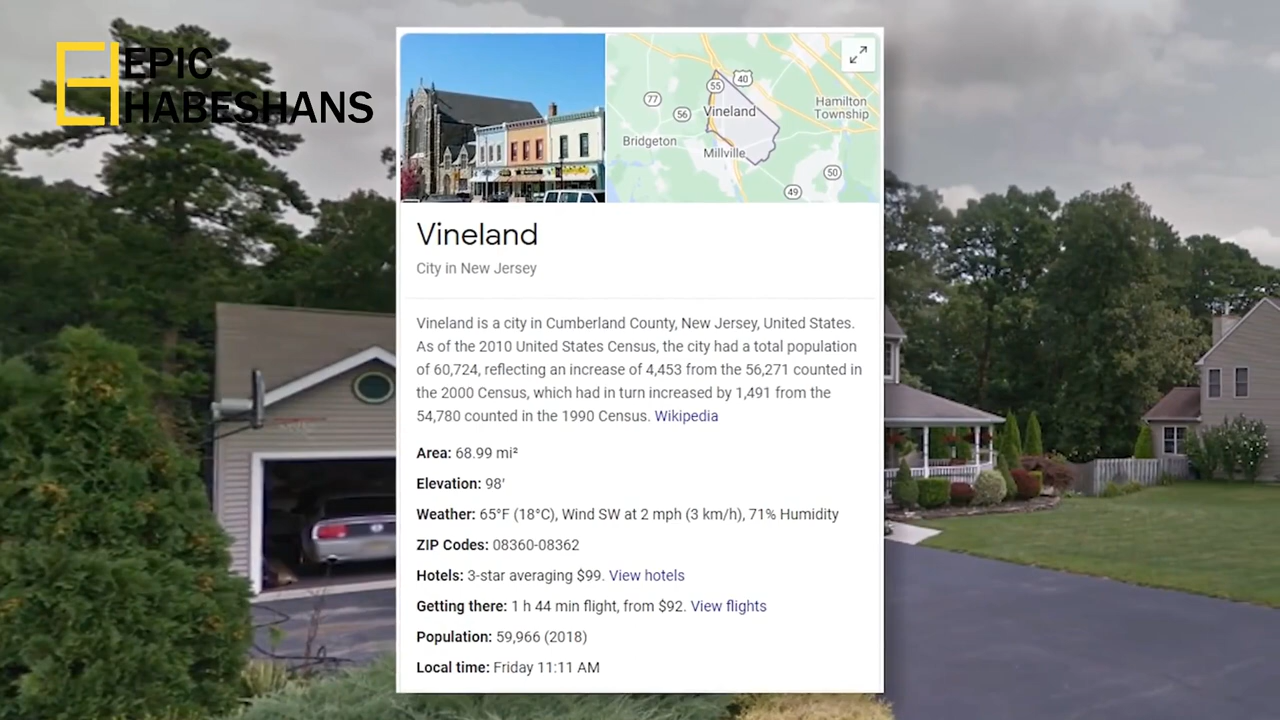 EPIC
HABESHANS
55
40
77
56
Vineland
Hamilton
Township
Bridgeton
Millville
50
49
Vineland
City in New Jersey
Vineland is a city in Cumberland County, New Jersey, United States.
As of the 2010 United States Census, the city had a total population
of 60,724, reflecting an increase of 4,453 from the 56,271 counted in
the 2000 Census, which had in turn increased by 1,491 from the
54,780 counted in the 1990 Census. Wikipedia
Area: 68.99 mi²
Elevation: 98′
Weather: 65°F (18°C), Wind SW at 2 mph (3 km/h), 71% Humidity
ZIP Codes: 08360-08362
Hotels: 3-star averaging $99. View hotels
Getting there: 1 h 44 min flight, from $92. View flights
Population: 59,966 (2018)
Local time: Friday 11:11 AM